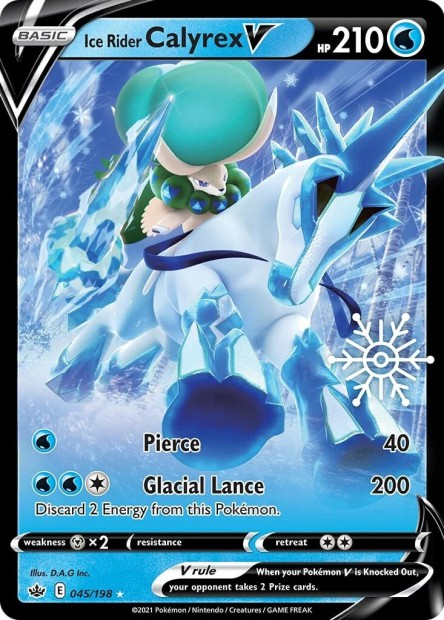 BASIC Ice Rider Calyrex V HP 210
Pierce 40
Glacial Lance 200
Discard 2 Energy from this Pokémon.
weakness ×2 resistance retreat
Illus. D.A.G Inc.
E 045/198
V rule When your Pokémon V is Knocked Out,
your opponent takes 2 Prize cards.
©2021 Pokémon / Nintendo / Creatures / GAME FREAK